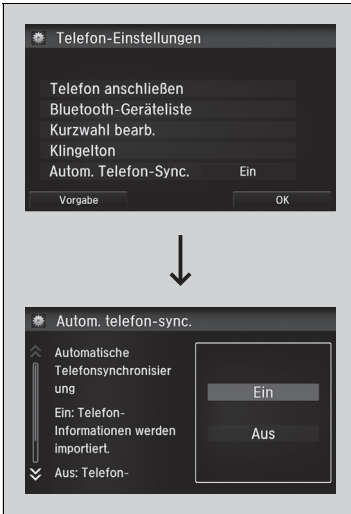 Telefon-Einstellungen
Telefon anschließen
Bluetooth-Geräteliste
Kurzwahl bearb.
Klingelton
Autom. Telefon-Sync. Ein
Vorgabe OK
Autom. telefon-sync.
Automatische
Telefonsynchronisier
ung
Ein: Telefon-
Informationen werden
importiert.
Aus: Telefon-
Ein
Aus